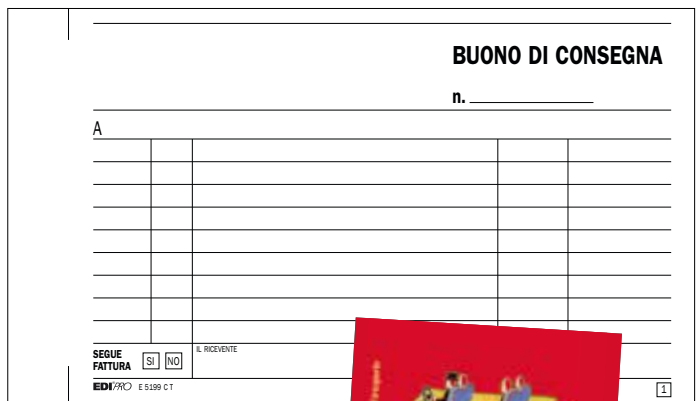 BUONO DI CONSEGNA
n.
A
SEGUE
FATTURA
SI NO
IL RICEVENTE
EDIPRO E 5199 C T
1